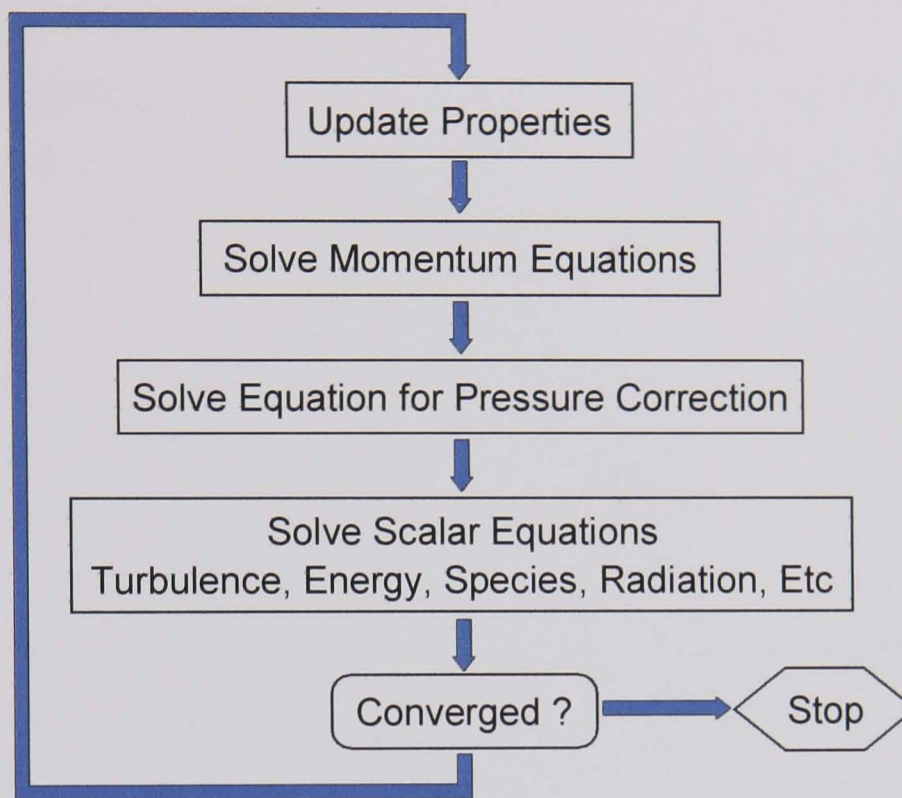 Update Properties
Solve Momentum Equations
Solve Equation for Pressure Correction
Solve Scalar Equations
Turbulence, Energy, Species, Radiation, Etc
Converged ?
Stop